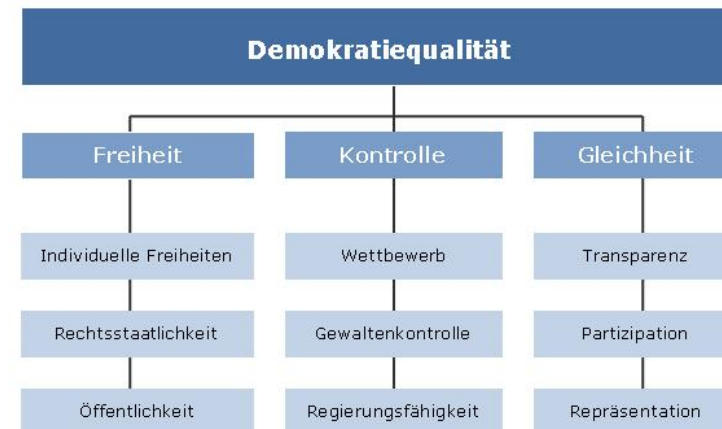 Demokratiequalität
Freiheit
Kontrolle
Gleichheit
Individuelle Freiheiten
Wettbewerb
Transparenz
Rechtsstaatlichkeit
Gewaltenkontrolle
Partizipation
Öffentlichkeit
Regierungsfähigkeit
Repräsentation